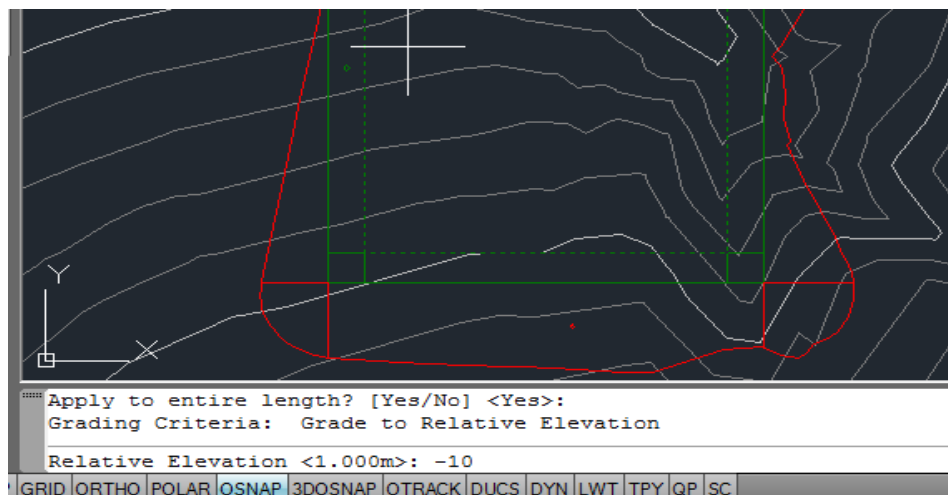 Y
X
Apply to entire length? [Yes/No] <Yes>:
Grading Criteria:  Grade to Relative Elevation
Relative Elevation <1.000m>: -10
GRID ORTHO POLAR OSNAP 3DOSNAP OTRACK DUCS DYN LWT TPY QP SC